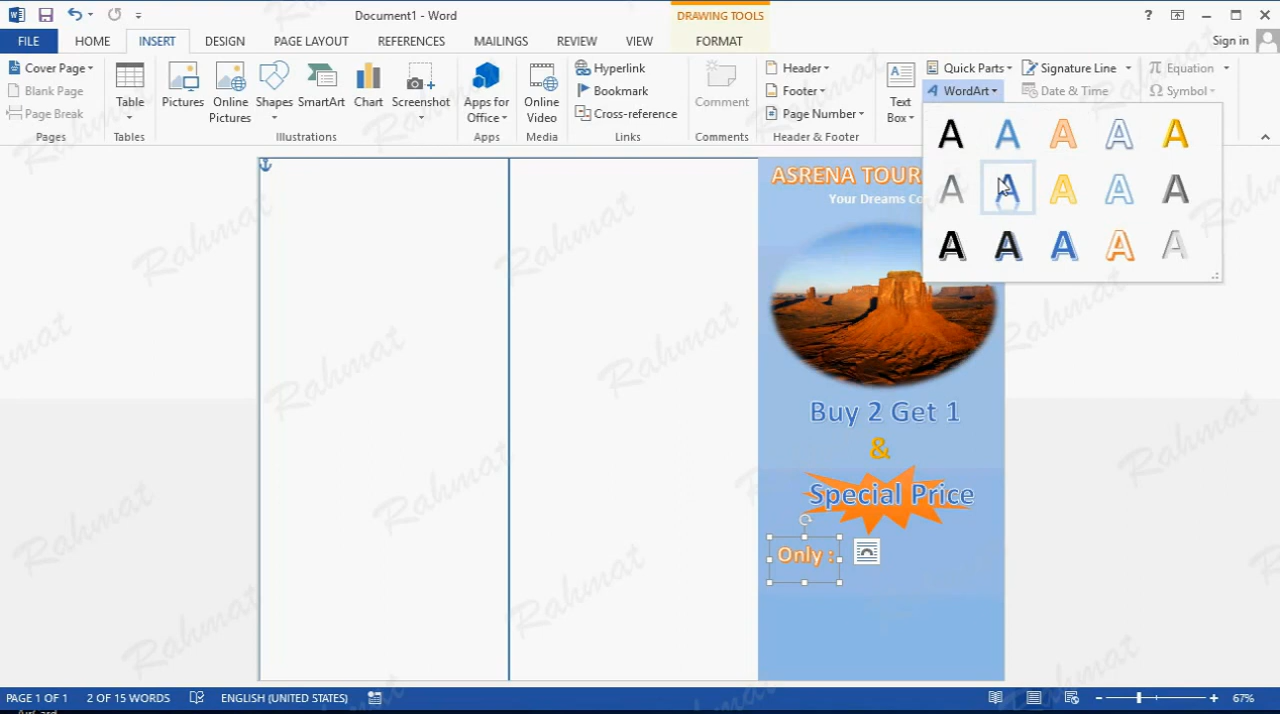 Document1 - Word
DRAWING TOOLS
?
FILE
HOME
INSERT
DESIGN
PAGE LAYOUT
REFERENCES
MAILINGS
REVIEW
VIEW
FORMAT
Sign in
Cover Page
Blank Page
Page Break
Pages
Table
Tables
Pictures
Online
Pictures
Shapes
SmartArt
Chart
Screenshot
Illustrations
Apps for
Office
Apps
Online
Video
Media
Hyperlink
Bookmark
Cross-reference
Links
Comment
Comments
Header
Footer
Page Number
Header & Footer
Text
Box
Quick Parts
WordArt
Signature Line
Date & Time
Equation
Symbol
A A A A A
A A A A A
A A A A A
ASRENA TOUR
Your Dreams Co
Buy 2 Get 1
&
Special Price
Only :
Rahmat
PAGE 1 OF 1
2 OF 15 WORDS
ENGLISH (UNITED STATES)
67%